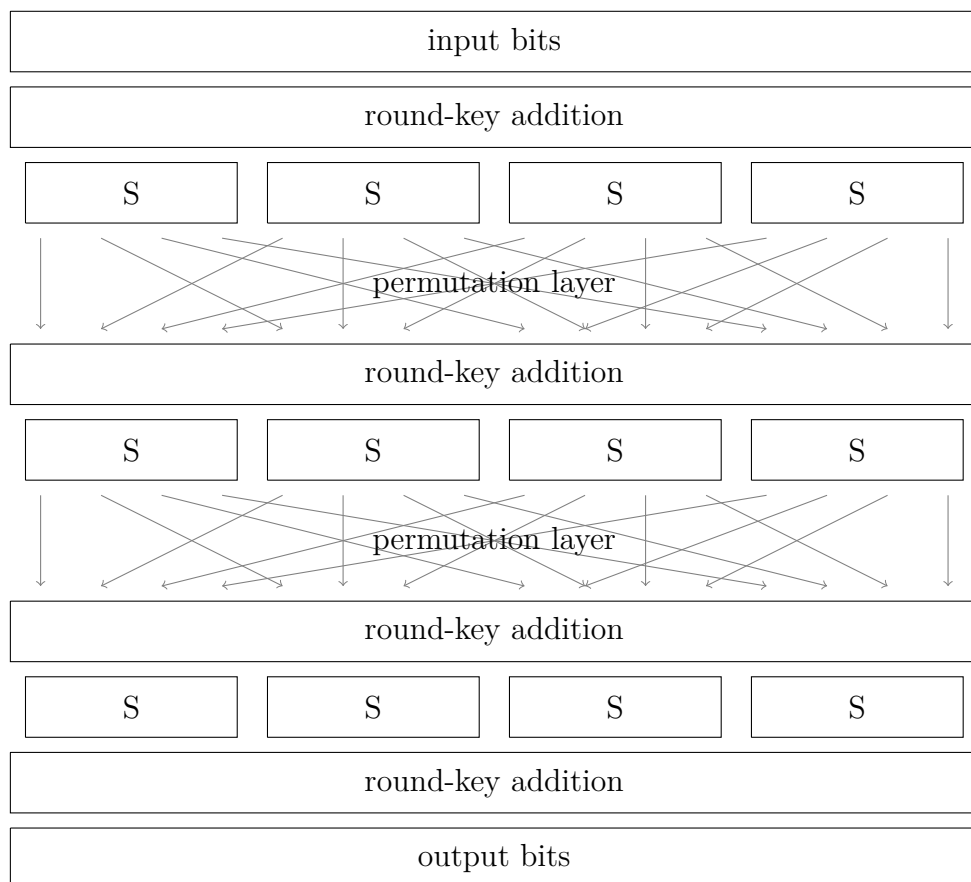 input bits
round-key addition
S S S S
permutation layer
round-key addition
S S S S
permutation layer
round-key addition
S S S S
round-key addition
output bits